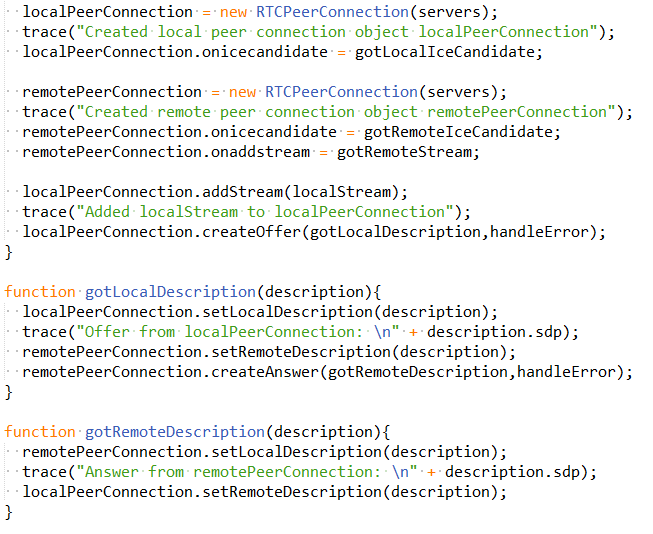 localPeerConnection = new RTCPeerConnection(servers);
trace("Created local peer connection object localPeerConnection");
localPeerConnection.onicecandidate = gotLocalIceCandidate;
remotePeerConnection = new RTCPeerConnection(servers);
trace("Created remote peer connection object remotePeerConnection");
remotePeerConnection.onicecandidate = gotRemoteIceCandidate;
remotePeerConnection.onaddstream = gotRemoteStream;
localPeerConnection.addStream(localStream);
trace("Added localStream to localPeerConnection");
localPeerConnection.createOffer(gotLocalDescription,handleError);
}
function gotLocalDescription(description){
localPeerConnection.setLocalDescription(description);
trace("Offer from localPeerConnection: \n" + description.sdp);
remotePeerConnection.setRemoteDescription(description);
remotePeerConnection.createAnswer(gotRemoteDescription,handleError);
}
function gotRemoteDescription(description){
remotePeerConnection.setLocalDescription(description);
trace("Answer from remotePeerConnection: \n" + description.sdp);
localPeerConnection.setRemoteDescription(description);
}